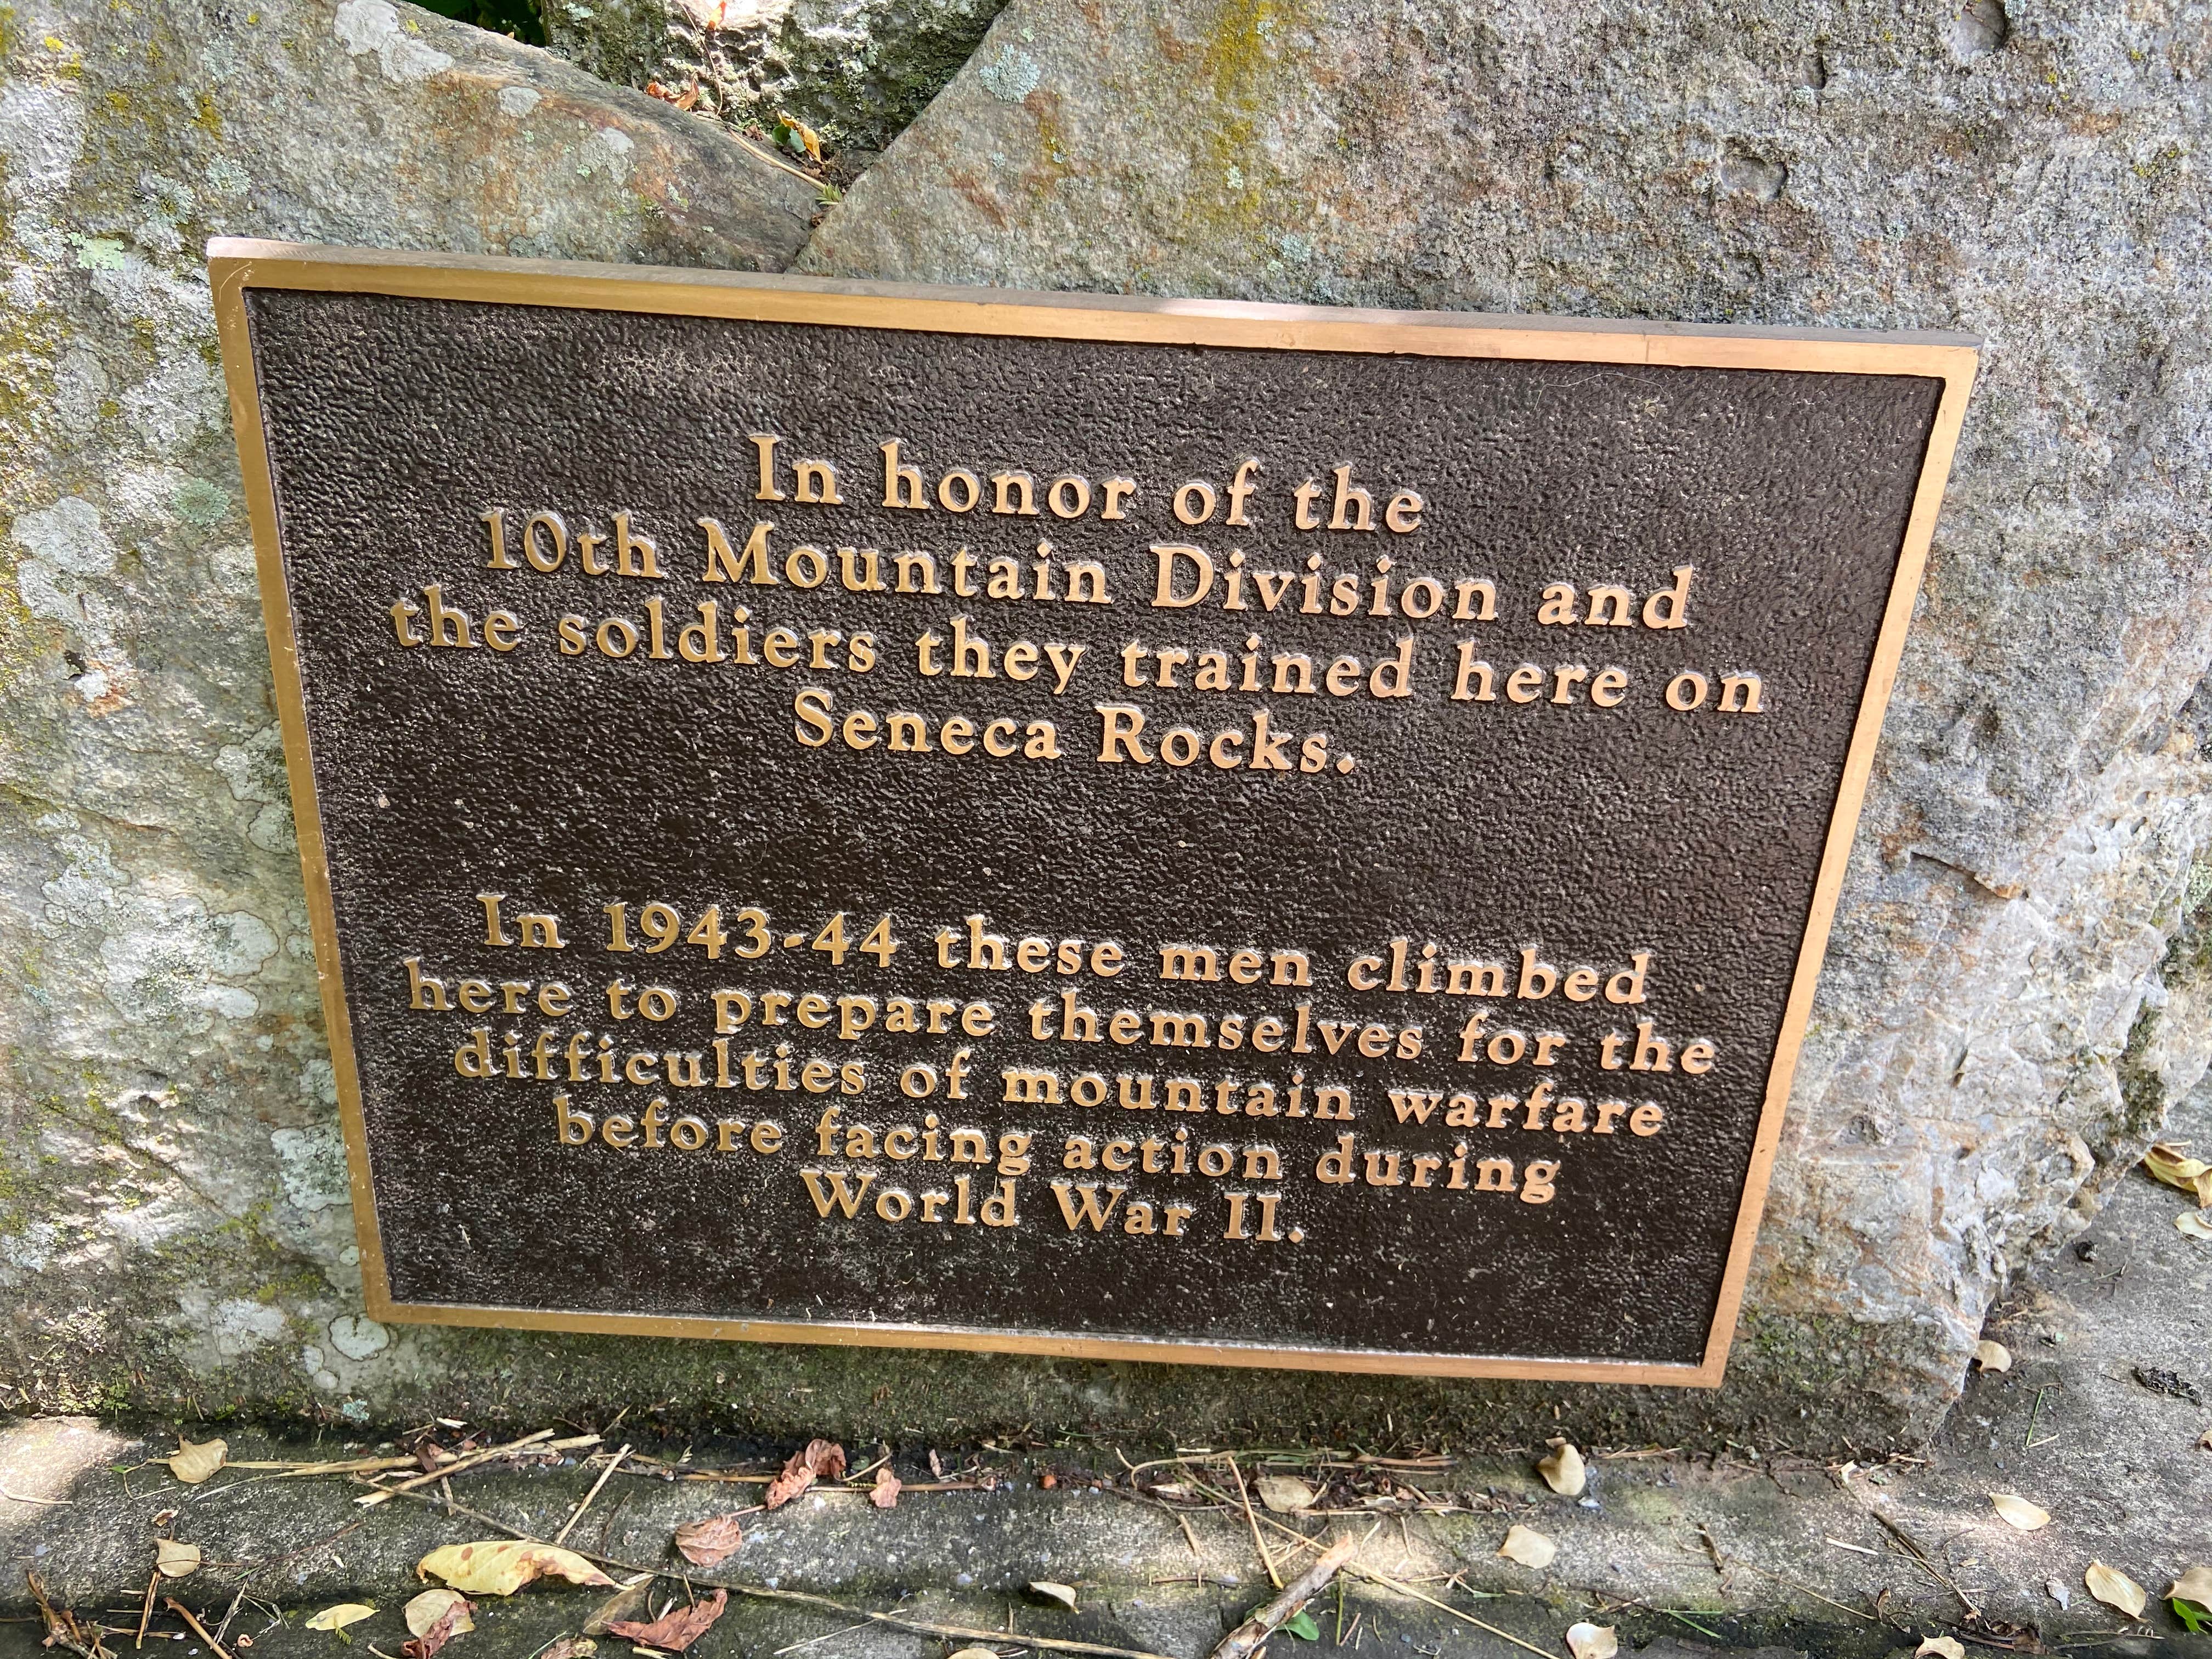 In honor of the
10th Mountain Division and
the soldiers they trained here on
Seneca Rocks.
In 1943-44 these men climbed
here to prepare themselves for the
difficulties of mountain warfare
before facing action during
World War II.